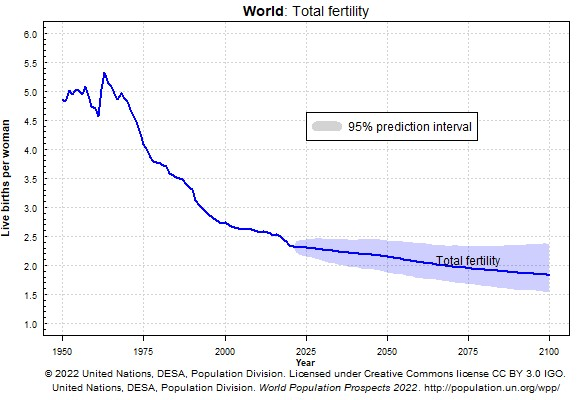 World: Total fertility
6.0
5.5
5.0
4.5
4.0
3.5
3.0
2.5
2.0
1.5
1.0
Live births per woman
95% prediction interval
Total fertility
1950 1975 2000 2025 2050 2075 2100
Year
© 2022 United Nations, DESA, Population Division. Licensed under Creative Commons license CC BY 3.0 IGO.
United Nations, DESA, Population Division. World Population Prospects 2022. http://population.un.org/wpp/